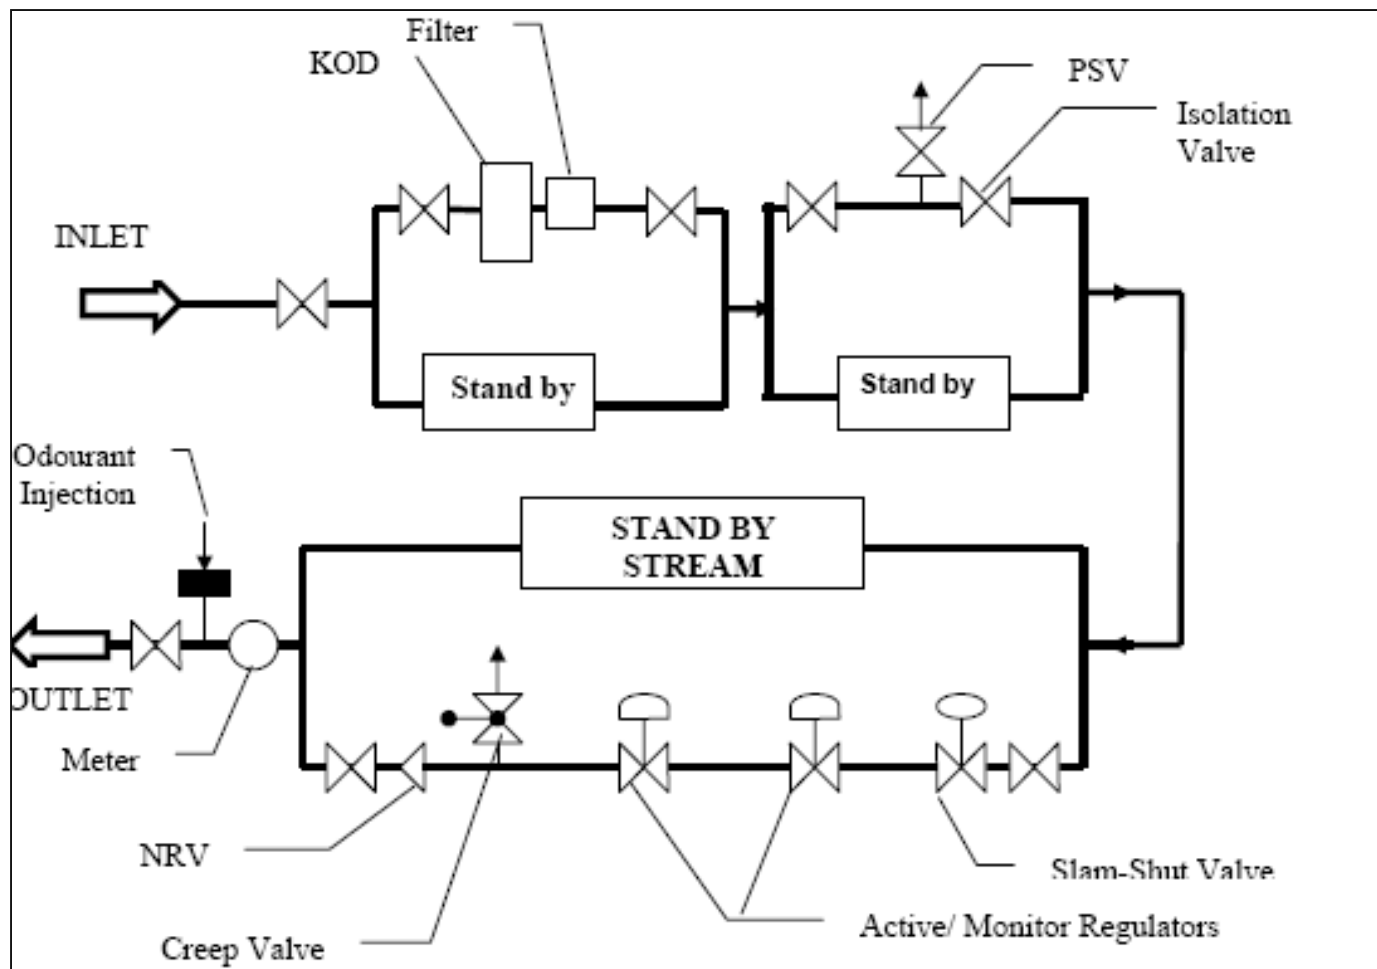 Filter
KOD
PSV
Isolation
Valve
INLET
Stand by
Stand by
Odourant
Injection
STAND BY
STREAM
OUTLET
Meter
NRV
Slam-Shut Valve
Active/ Monitor Regulators
Creep Valve